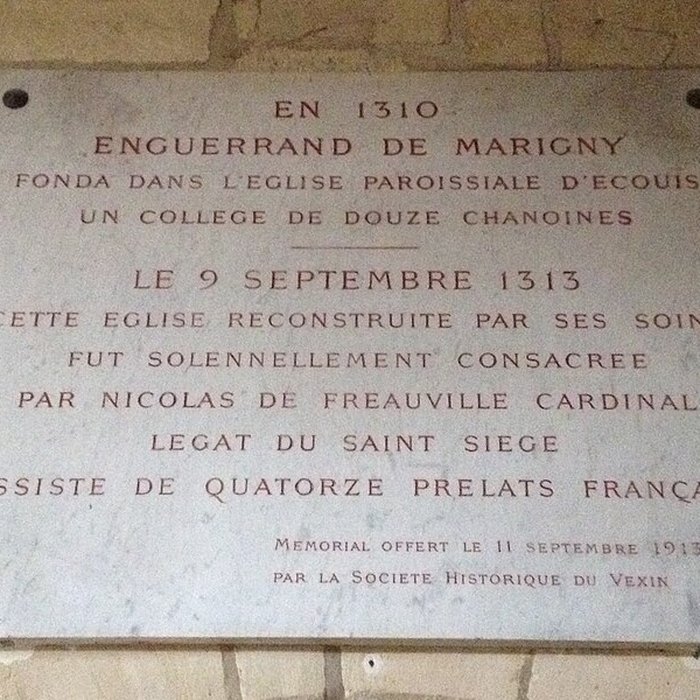 EN 1310
ENGUERRAND DE MARIGNY
FONDA DANS L'EGLISE PAROISSIALE D'ECOUIS
UN COLLEGE DE DOUZE CHANOINES
LE 9 SEPTEMBRE 1313
CETTE EGLISE RECONSTRUITE PAR SES SOIN
FUT SOLENNELLEMENT CONSACREE
PAR NICOLAS DE FREAUVILLE CARDINAL
LEGAT DU SAINT SIEGE
SSISTE DE QUATORZE PRELATS FRANÇA
MEMORIAL OFFERT LE 11 SEPTEMBRE 1913
PAR LA SOCIETE HISTORIQUE DU VEXIN